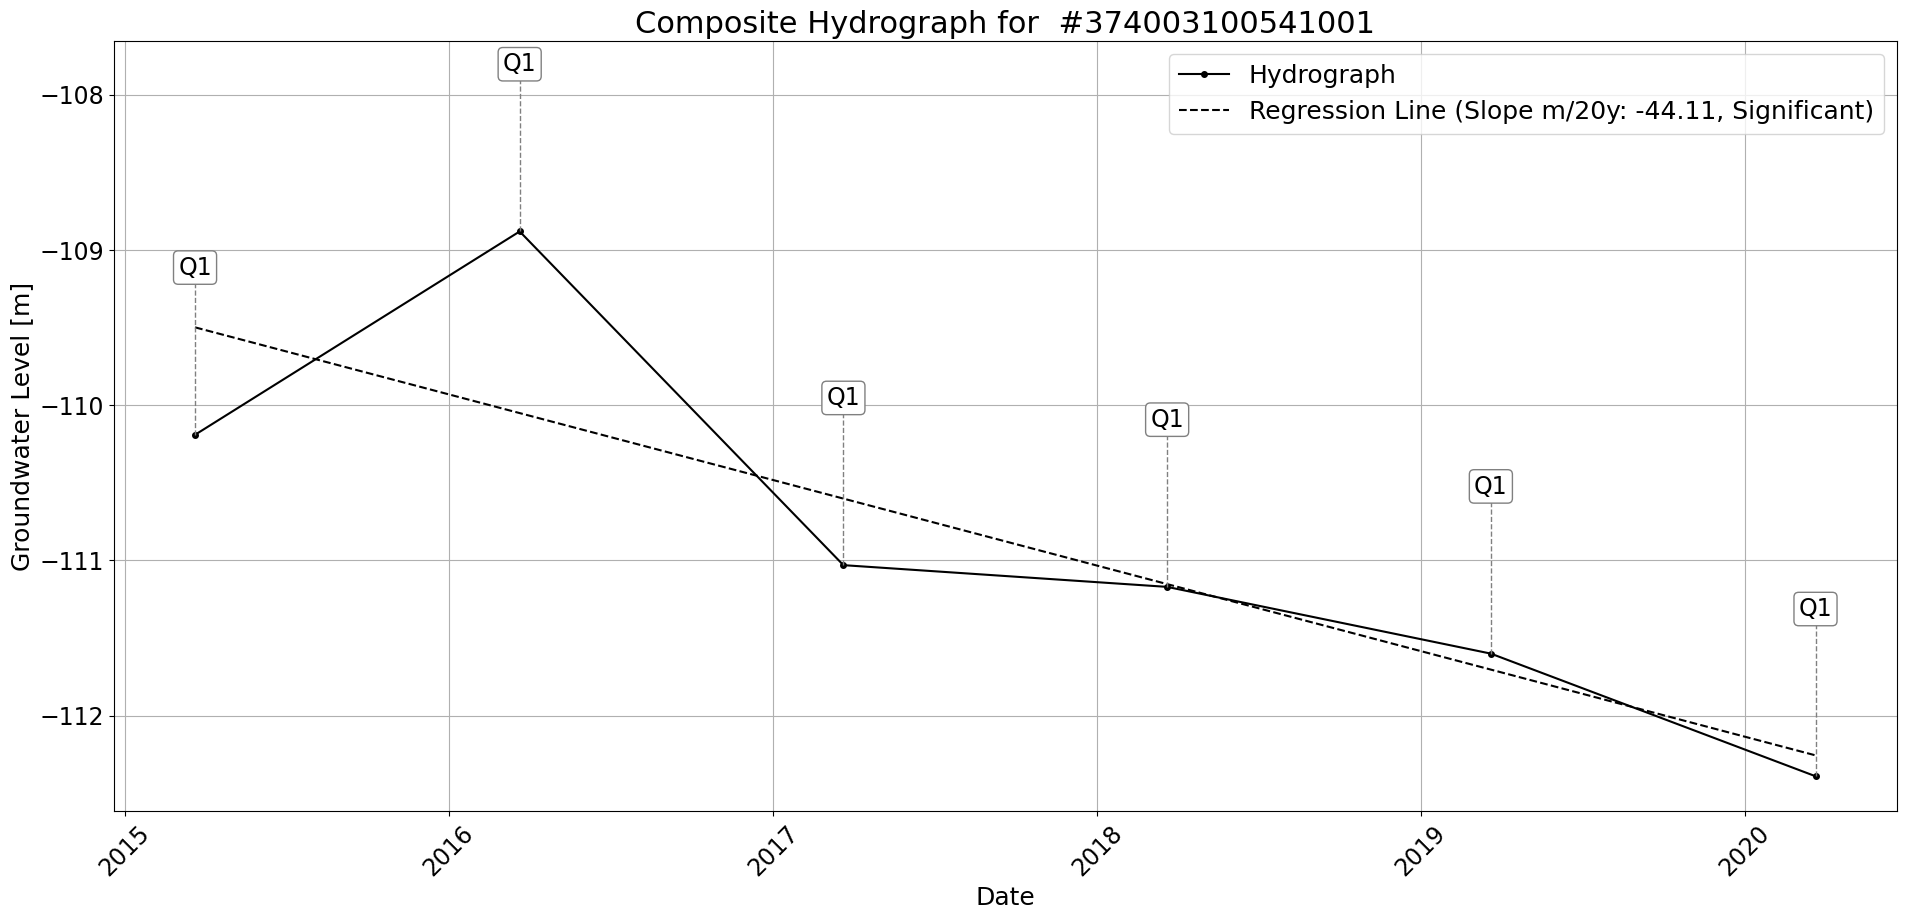 Composite Hydrograph for  #374003100541001
Hydrograph
Regression Line (Slope m/20y: -44.11, Significant)
Q1
Q1
Q1
Q1
Q1
Q1
Groundwater Level [m]
−108
−109
−110
−111
−112
2015
2016
2017
2018
2019
2020
Date